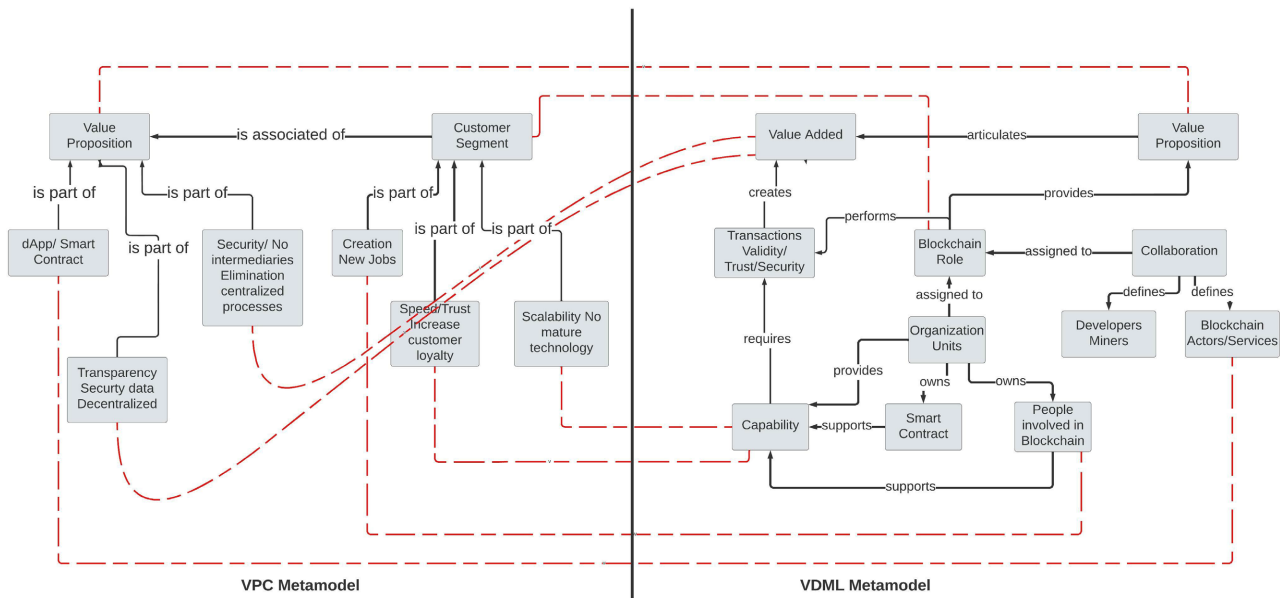 Value
Proposition
is associated of
Customer
Segment
Value Added
articulates
Value
Proposition
is part of
is part of
is part of
creates
provides
performs
is part of
is part of
is part of
dApp/ Smart
Contract
Security/ No
intermediaries
Elimination
centralized
processes
Creation
New Jobs
Transactions
Validity/
Trust/Security
Blockchain
Role
assigned to
Collaboration
assigned to
defines
defines
Speed/Trust
Increase
customer
loyalty
Scalability No
mature
technology
requires
Organization
Units
Developers
Miners
Blockchain
Actors/Services
Transparency
Securty data
Decentralized
provides
owns
owns
Capability
supports
Smart
Contract
People
involved in
Blockchain
supports
VPC Metamodel
VDML Metamodel